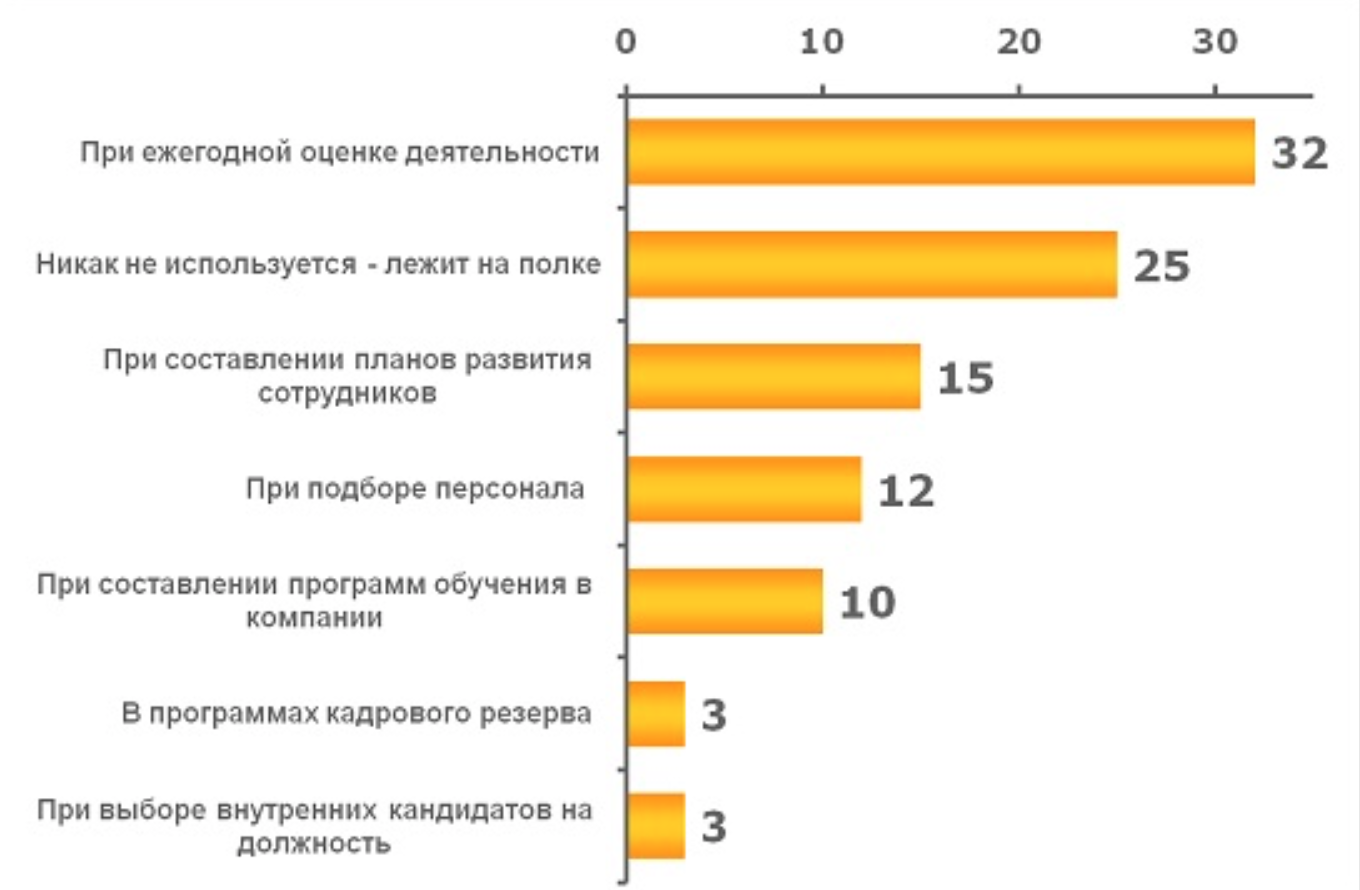 0 10 20 30
При ежегодной оценке деятельности 32
Никак не используется - лежит на полке 25
При составлении планов развития
сотрудников 15
При подборе персонала 12
При составлении программ обучения в
компании 10
В программах кадрового резерва 3
При выборе внутренних кандидатов на
должность 3